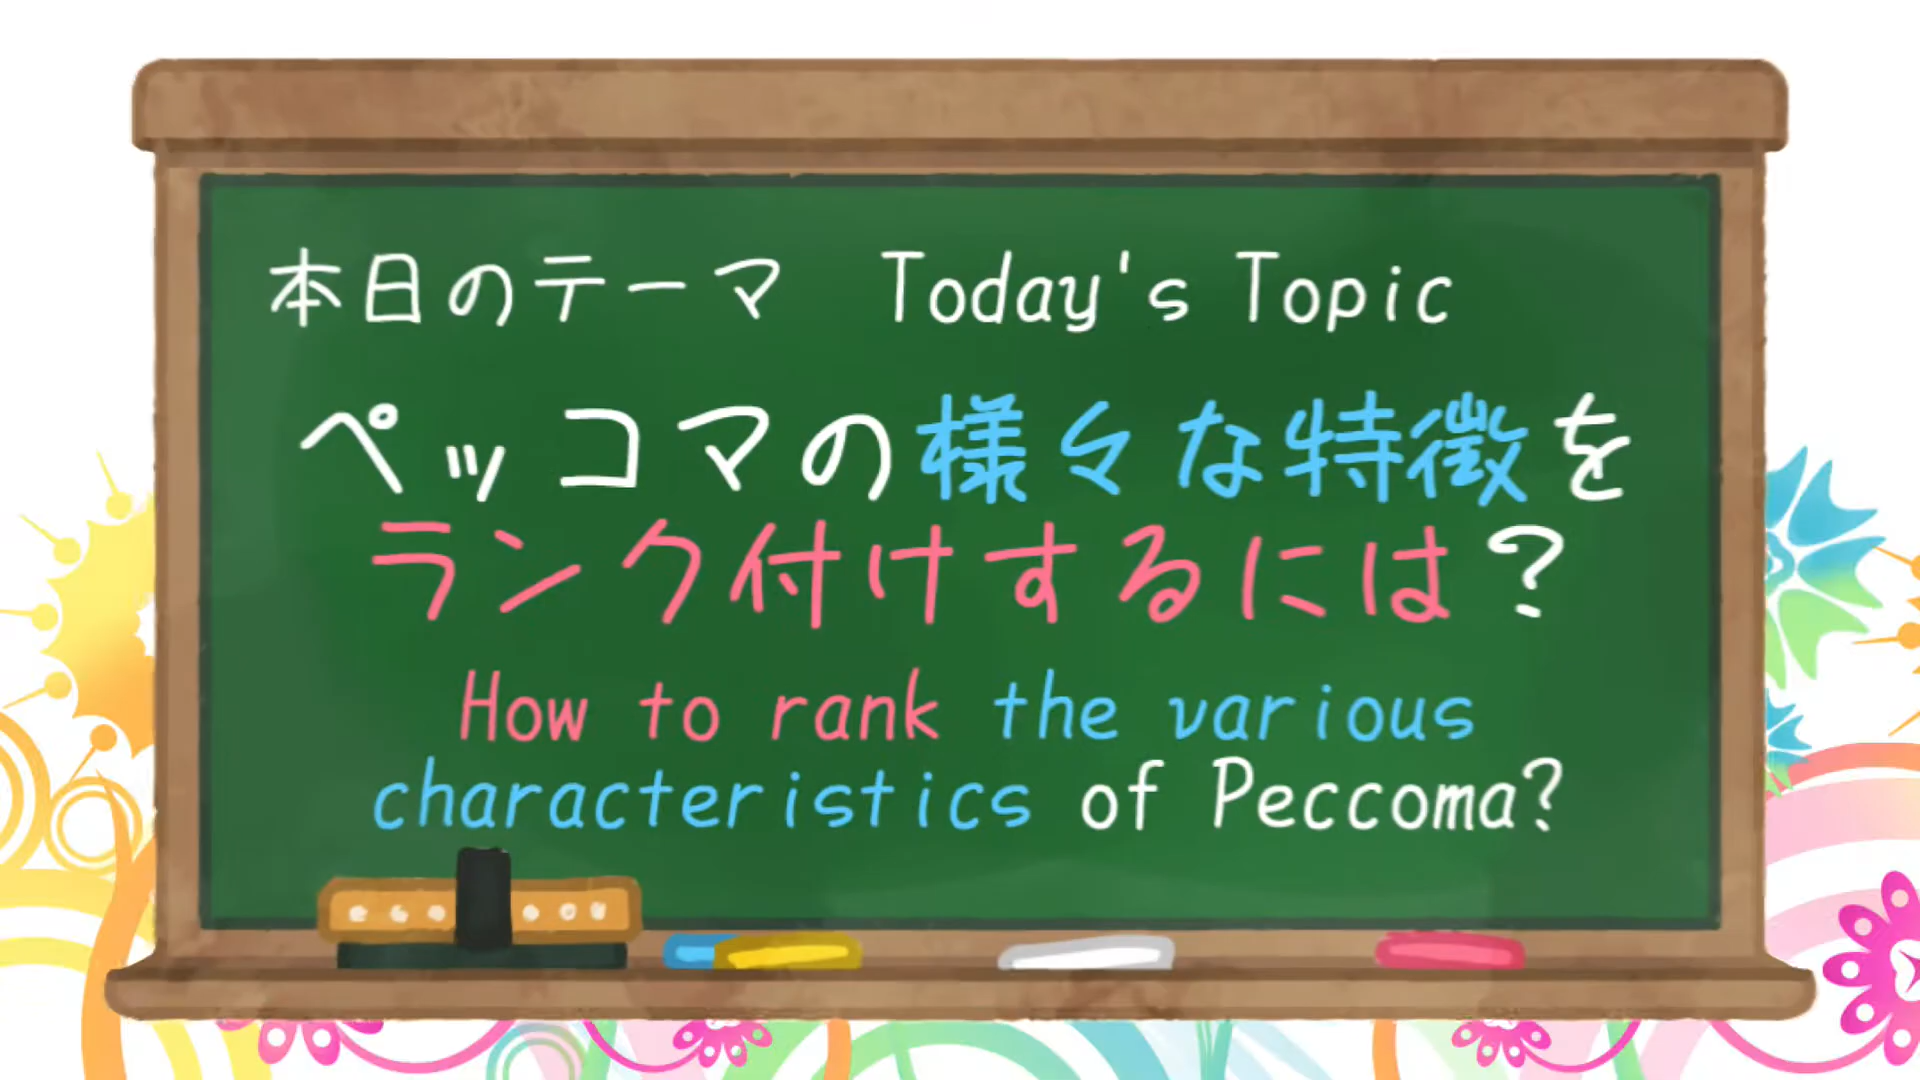 本日のテーマ　Today's Topic
ペッコマの様々な特徴を
ランク付けするには？
How to rank the various
characteristics of Peccoma?